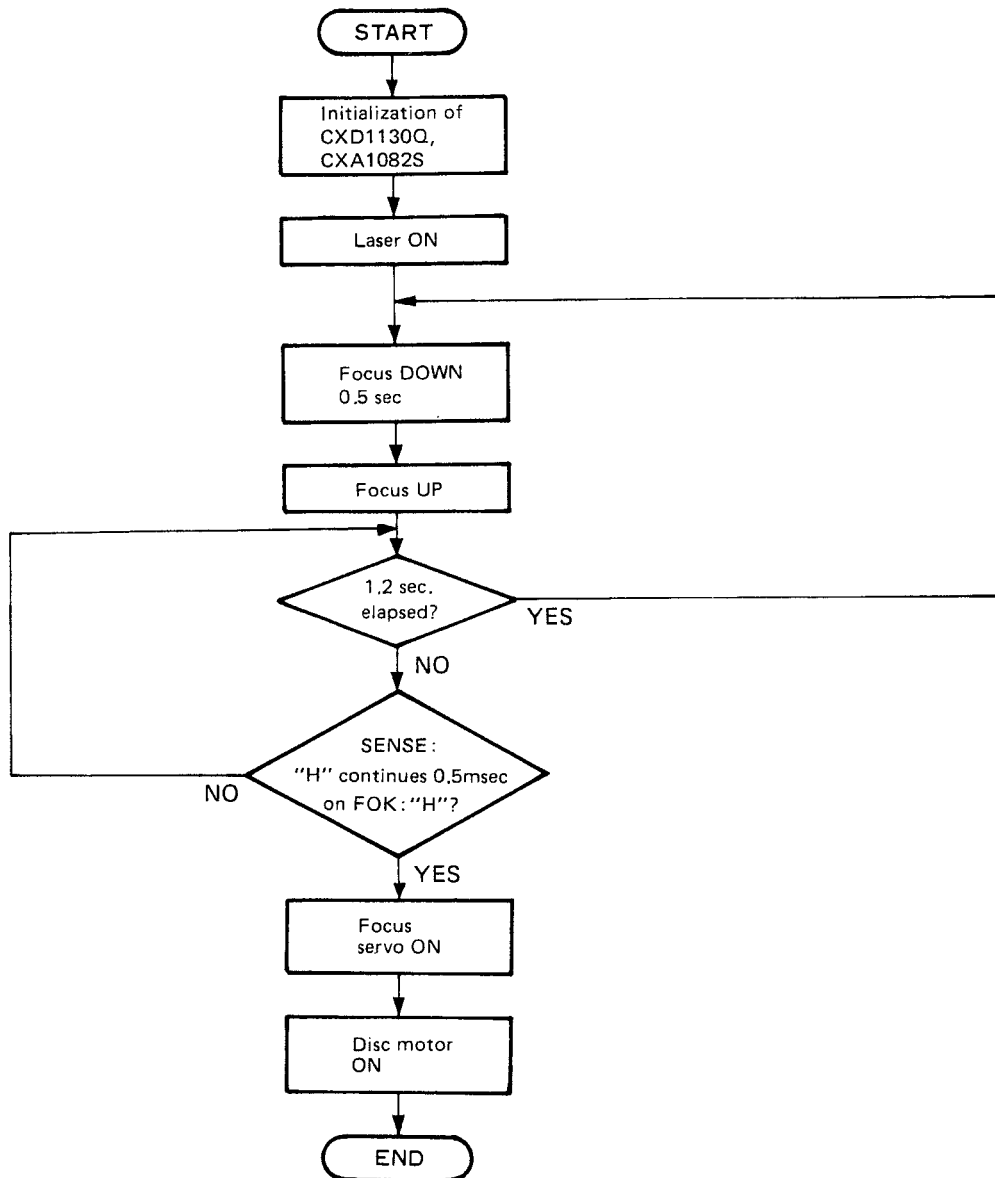 START
Initialization of
CXD1130Q,
CXA1082S
Laser ON
Focus DOWN
0.5 sec
Focus UP
1.2 sec.
elapsed?
YES
NO
SENSE:
"H" continues 0.5msec
on FOK: "H"?
NO
YES
Focus
servo ON
Disc motor
ON
END